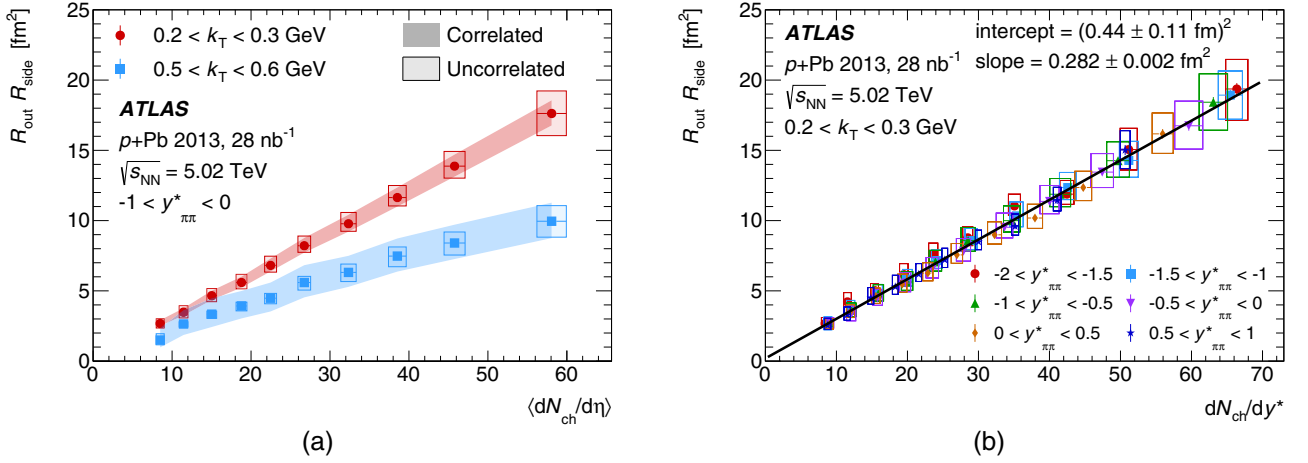 R_out R_side [fm²]
25
20
15
10
5
0
0 10 20 30 40 50 60
⟨dN_ch/dη⟩
0.2 < k_T < 0.3 GeV
0.5 < k_T < 0.6 GeV
Correlated
Uncorrelated
ATLAS
p+Pb 2013, 28 nb⁻¹
√s_NN = 5.02 TeV
-1 < y*_ππ < 0
(a)
R_out R_side [fm²]
25
20
15
10
5
0
0 10 20 30 40 50 60 70
dN_ch/dy*
ATLAS
p+Pb 2013, 28 nb⁻¹
√s_NN = 5.02 TeV
0.2 < k_T < 0.3 GeV
intercept = (0.44 ± 0.11 fm)²
slope = 0.282 ± 0.002 fm²
-2 < y*_ππ < -1.5
-1.5 < y*_ππ < -1
-1 < y*_ππ < -0.5
-0.5 < y*_ππ < 0
0 < y*_ππ < 0.5
0.5 < y*_ππ < 1
(b)